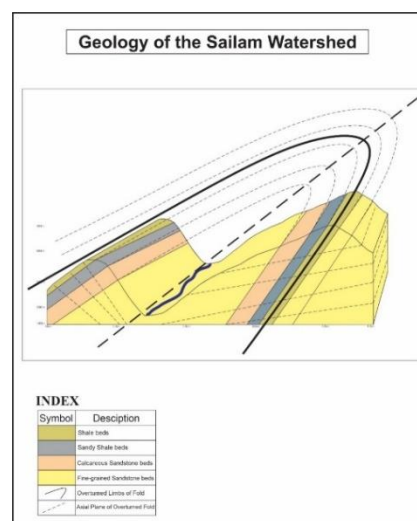 Geology of the Sailam Watershed
INDEX
Symbol Desciption
Shale beds
Sandy Shale beds
Calcareous Sandstone beds
Fine-grained Sandstone beds
Overturned Limbs of Fold
Axial Plane of Overturned Fold